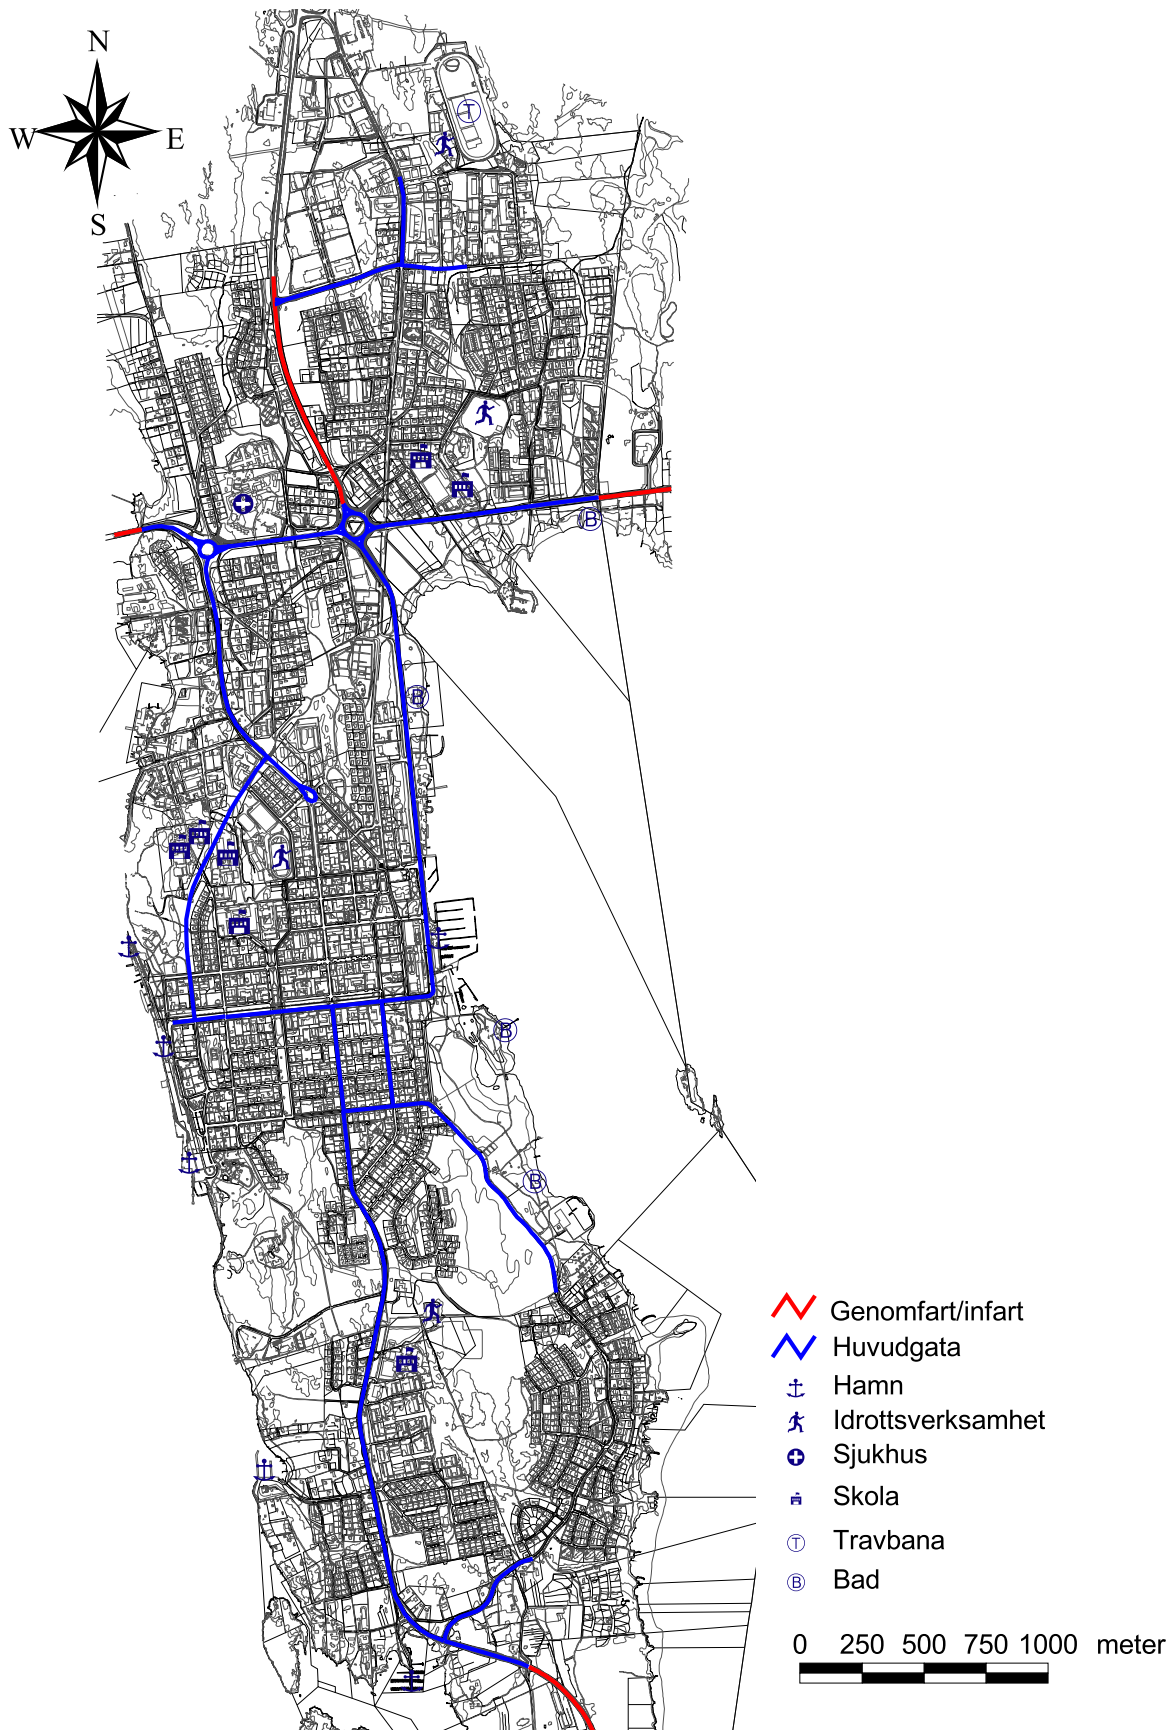 N
W E
S
T
B
B
B
B
Genomfart/infart
Huvudgata
Hamn
Idrottsverksamhet
Sjukhus
Skola
T Travbana
B Bad
0 250 500 750 1000 meter